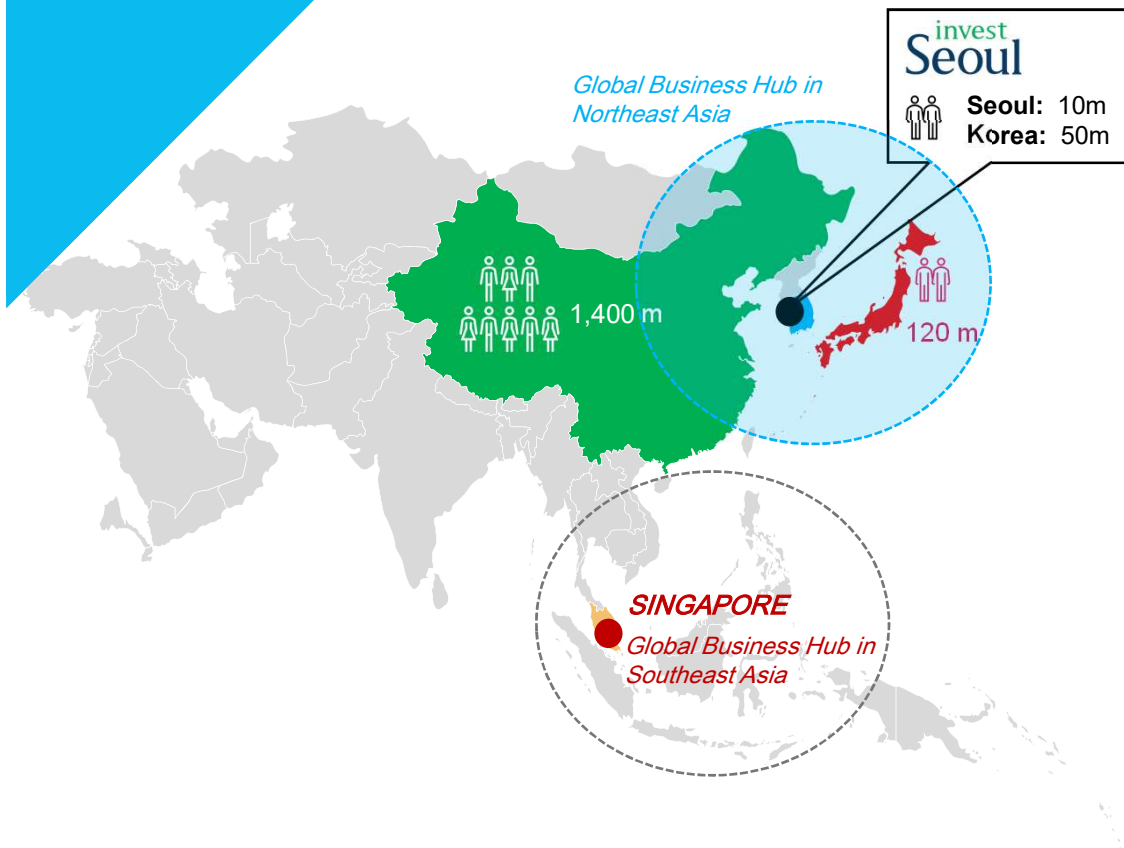 invest
Seoul
Seoul: 10m
Korea: 50m
Global Business Hub in
Northeast Asia
1,400 m
120 m
SINGAPORE
Global Business Hub in
Southeast Asia